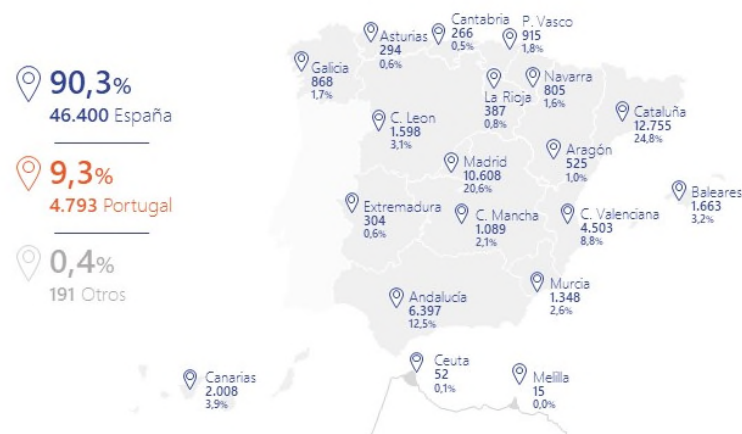 90,3%
46.400 España
9,3%
4.793 Portugal
0,4%
191 Otros
Cantabria
266
0,5%
P. Vasco
915
1,8%
Asturias
294
0,6%
Galicia
868
1,7%
Navarra
805
1,6%
La Rioja
387
0,8%
Cataluña
12.755
24,8%
C. Leon
1.598
3,1%
Aragón
525
1,0%
Madrid
10.608
20,6%
Baleares
1.663
3,2%
Extremadura
304
0,6%
C. Mancha
1.089
2,1%
C. Valenciana
4.503
8,8%
Murcia
1.348
2,6%
Andalucía
6.397
12,5%
Ceuta
52
0,1%
Melilla
15
0,0%
Canarias
2.008
3,9%